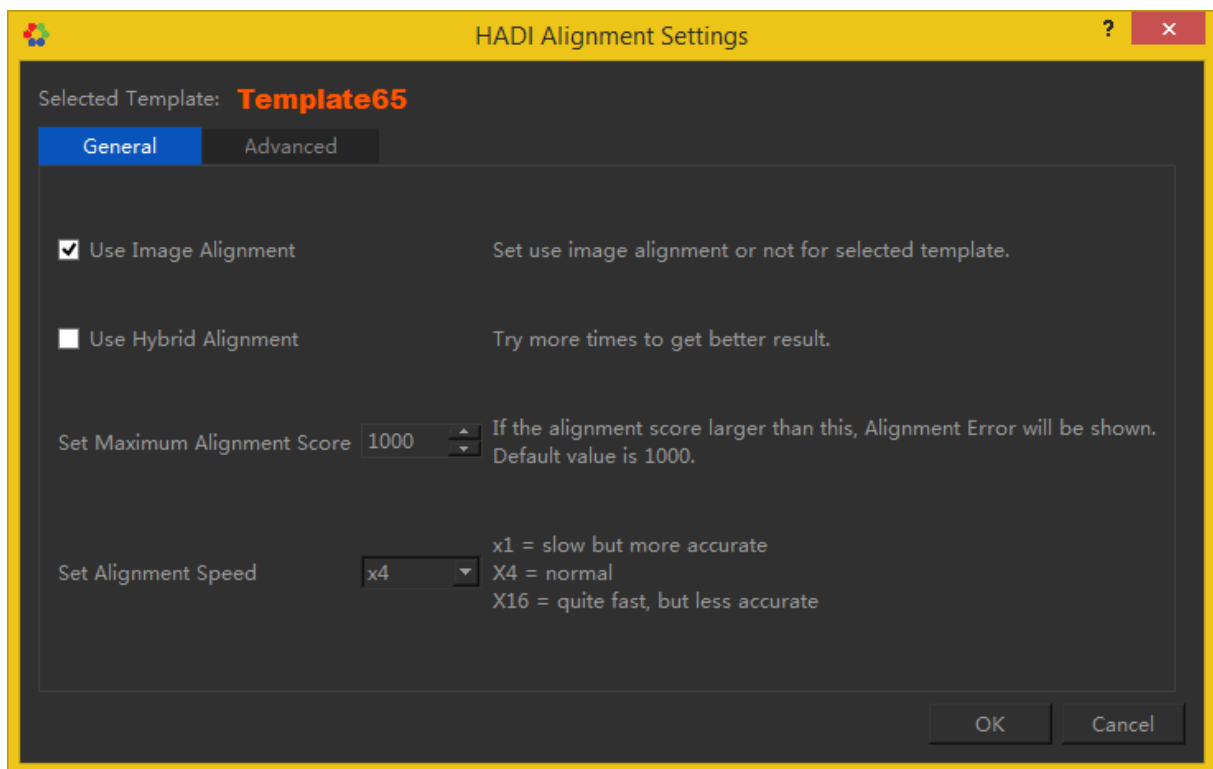 HADI Alignment Settings
?
Selected Template: Template65
General Advanced
Use Image Alignment Set use image alignment or not for selected template.
Use Hybrid Alignment Try more times to get better result.
Set Maximum Alignment Score 1000 If the alignment score larger than this, Alignment Error will be shown.
Default value is 1000.
x1 = slow but more accurate
Set Alignment Speed x4 X4 = normal
X16 = quite fast, but less accurate
OK Cancel